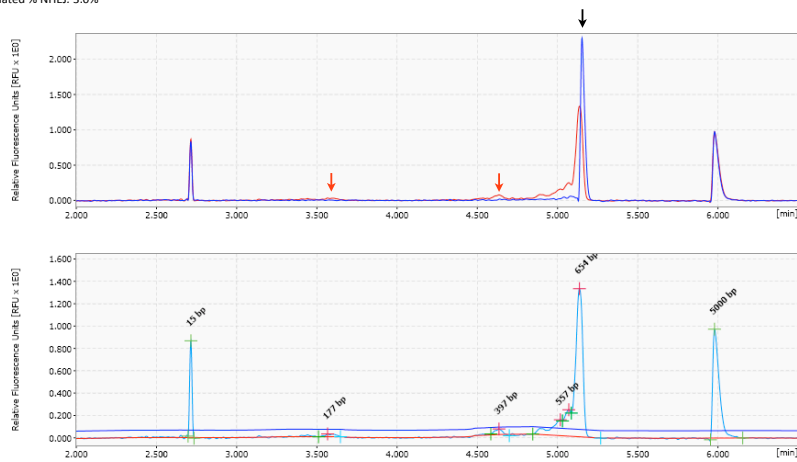 Relative Fluorescence Units [RFU x 1E0]
2.000
1.500
1.000
0.500
0.000
2.000 2.500 3.000 3.500 4.000 4.500 5.000 5.500 6.000 [min]
Relative Fluorescence Units [RFU x 1E0]
1.600
1.400
1.200
1.000
0.800
0.600
0.400
0.200
0.000
15 bp
177 bp
397 bp
557 bp
654 bp
5000 bp
2.000 2.500 3.000 3.500 4.000 4.500 5.000 5.500 6.000 [min]